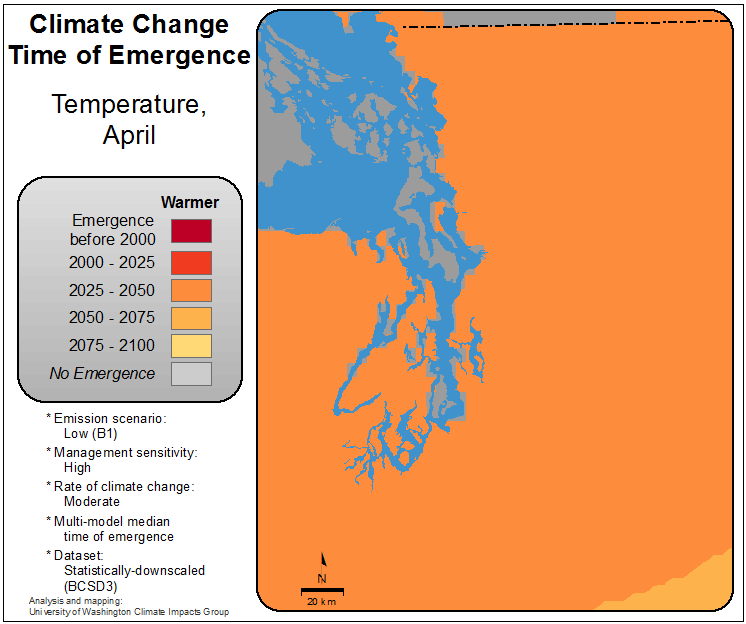 Climate Change
Time of Emergence
Temperature,
April
Warmer
Emergence
before 2000
2000 - 2025
2025 - 2050
2050 - 2075
2075 - 2100
No Emergence
* Emission scenario:
Low (B1)
* Management sensitivity:
High
* Rate of climate change:
Moderate
* Multi-model median
time of emergence
* Dataset:
Statistically-downscaled
(BCSD3)
Analysis and mapping:
University of Washington Climate Impacts Group
N
20 km